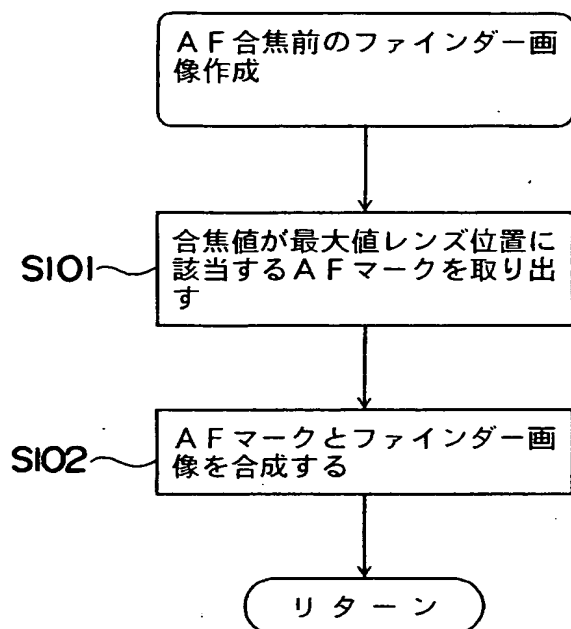 ＡＦ合焦前のファインダー画
像作成
S101
合焦値が最大値レンズ位置に
該当するＡＦマークを取り出
す
S102
ＡＦマークとファインダー画
像を合成する
リターン